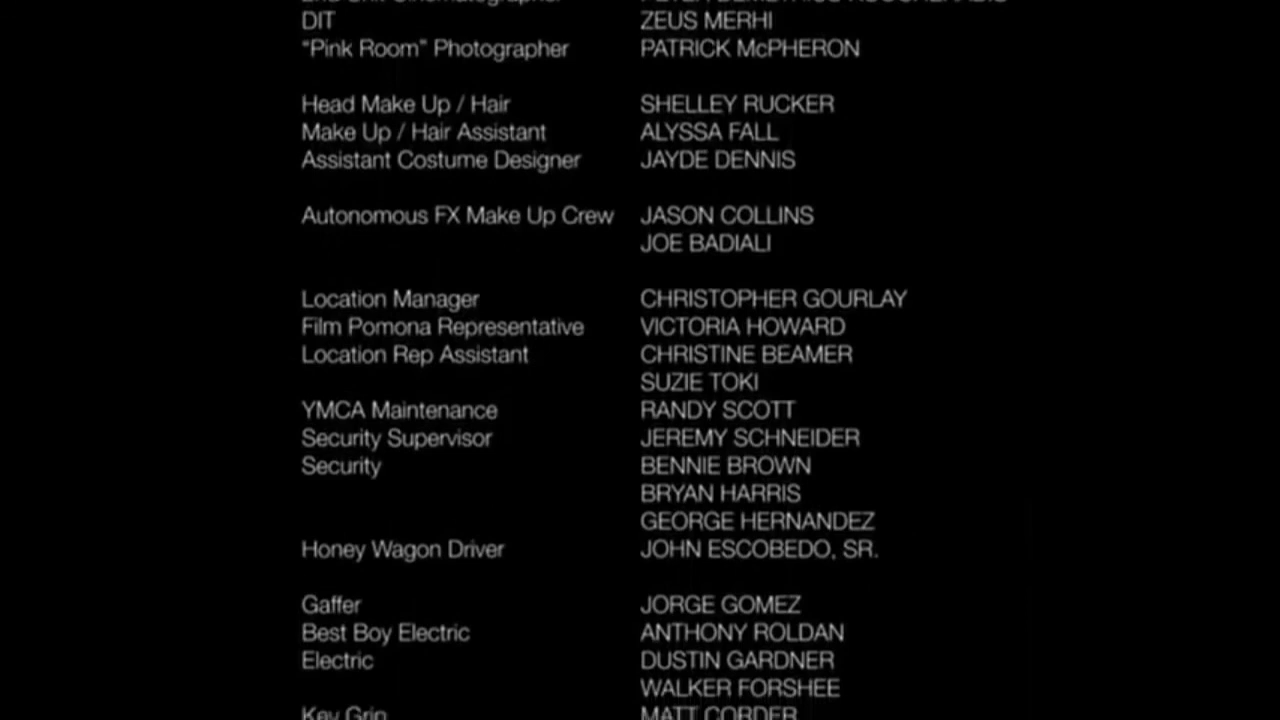 DIT ZEUS MERHI
“Pink Room” Photographer PATRICK McPHERON
Head Make Up / Hair SHELLEY RUCKER
Make Up / Hair Assistant ALYSSA FALL
Assistant Costume Designer JAYDE DENNIS
Autonomous FX Make Up Crew JASON COLLINS
JOE BADIALI
Location Manager CHRISTOPHER GOURLAY
Film Pomona Representative VICTORIA HOWARD
Location Rep Assistant CHRISTINE BEAMER
SUZIE TOKI
YMCA Maintenance RANDY SCOTT
Security Supervisor JEREMY SCHNEIDER
Security BENNIE BROWN
BRYAN HARRIS
GEORGE HERNANDEZ
Honey Wagon Driver JOHN ESCOBEDO, SR.
Gaffer JORGE GOMEZ
Best Boy Electric ANTHONY ROLDAN
Electric DUSTIN GARDNER
WALKER FORSHEE
Key Grip MATT CORDER